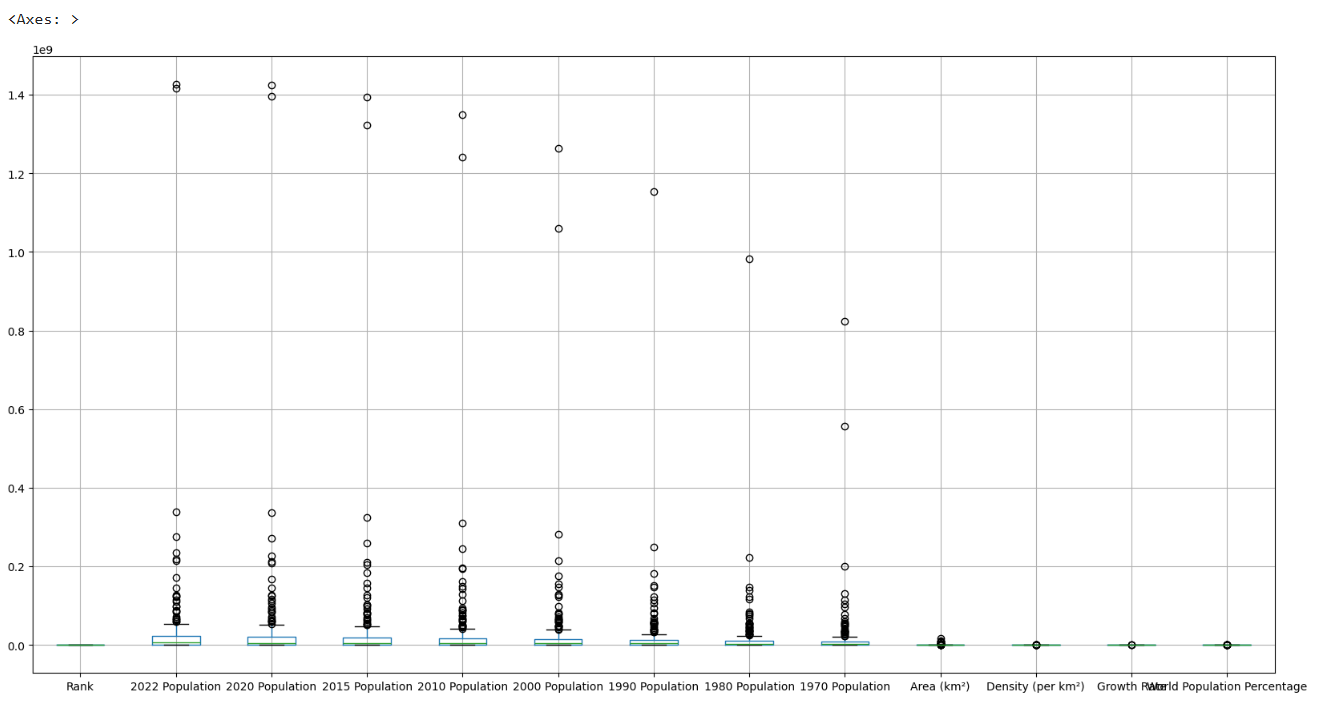 <Axes: >
1e9
1.4
1.2
1.0
0.8
0.6
0.4
0.2
0.0
Rank 2022 Population 2020 Population 2015 Population 2010 Population 2000 Population 1990 Population 1980 Population 1970 Population Area (km²) Density (per km²) Growth Rate World Population Percentage